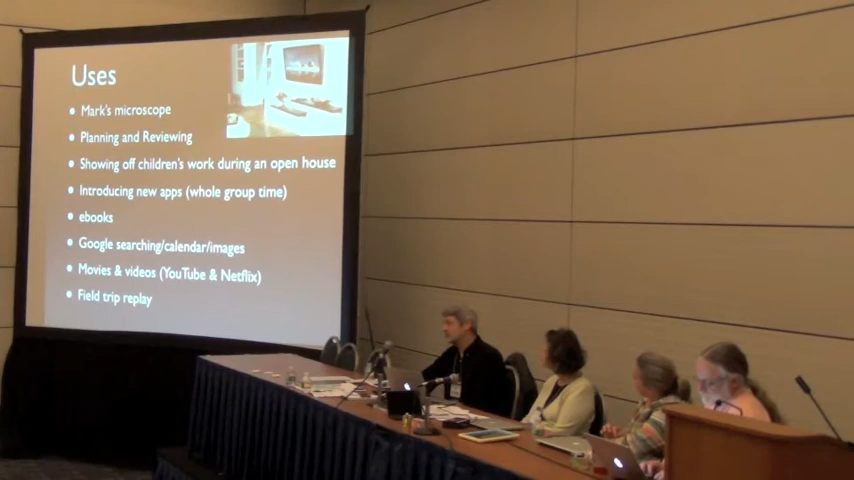 Uses
Mark's microscope
Planning and Reviewing
Showing off children's work during an open house
Introducing new apps (whole group time)
ebooks
Google searching/calendar/images
Movies & videos (YouTube & Netflix)
Field trip replay